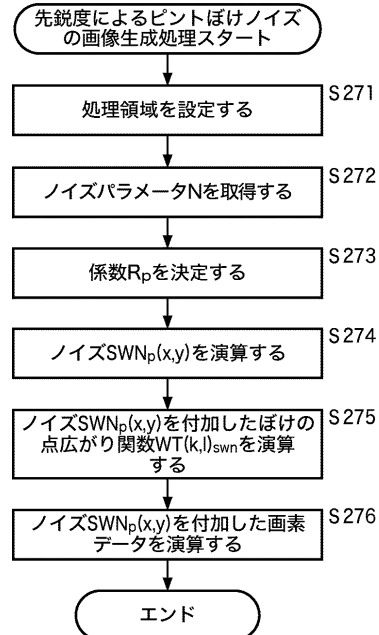 先鋭度によるピントぼけノイズ
の画像生成処理スタート
S271
処理領域を設定する
S272
ノイズパラメータNを取得する
S273
係数Rpを決定する
S274
ノイズSWNp(x,y)を演算する
S275
ノイズSWNp(x,y)を付加したぼけの
点広がり関数WT(k,l)swnを演算
する
S276
ノイズSWNp(x,y)を付加した画素
データを演算する
エンド